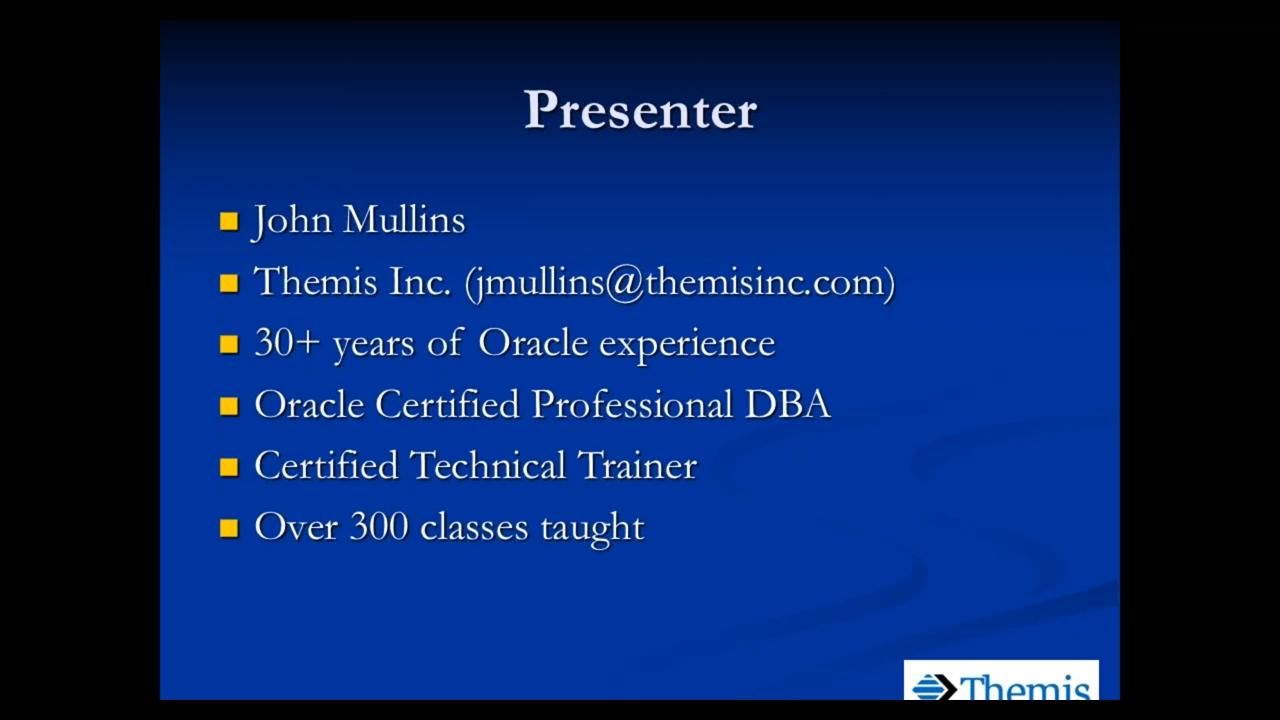 Presenter
John Mullins
Themis Inc. (jmullins@themisinc.com)
30+ years of Oracle experience
Oracle Certified Professional DBA
Certified Technical Trainer
Over 300 classes taught
Themis